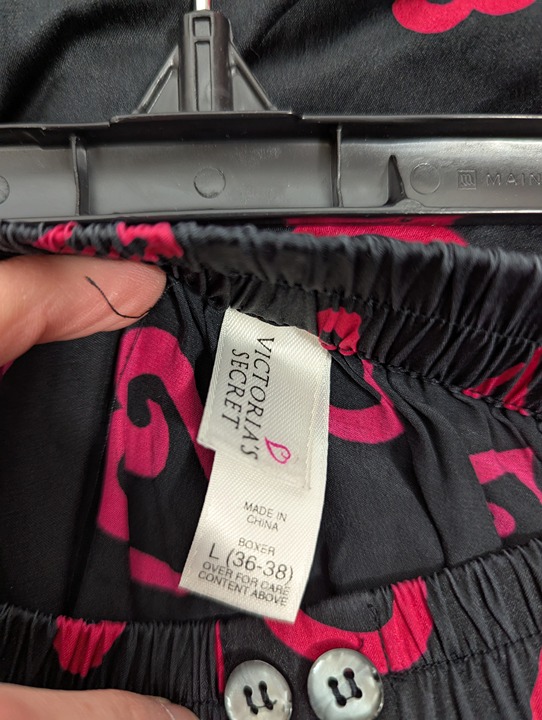 MAIN
VICTORIA'S
SECRET
MADE IN
CHINA
BOXER
L (36-38)
OVER FOR CARE
CONTENT ABOVE